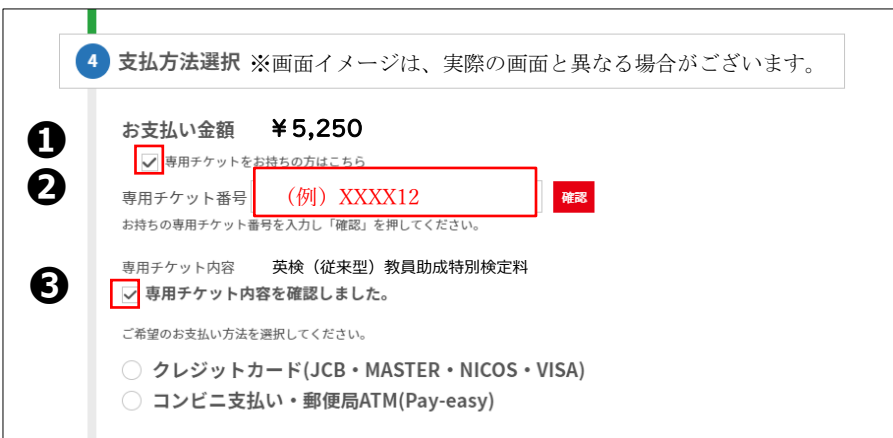 4 支払方法選択 ※画面イメージは、実際の画面と異なる場合がございます。
❶ お支払い金額 ￥5,250
専用チケットをお持ちの方はこちら
❷ 専用チケット番号 （例）XXXX12 確認
お持ちの専用チケット番号を入力し「確認」を押してください。
専用チケット内容 英検（従来型）教員助成特別検定料
❸ 専用チケット内容を確認しました。
ご希望のお支払い方法を選択してください。
クレジットカード(JCB・MASTER・NICOS・VISA)
コンビニ支払い・郵便局ATM(Pay-easy)